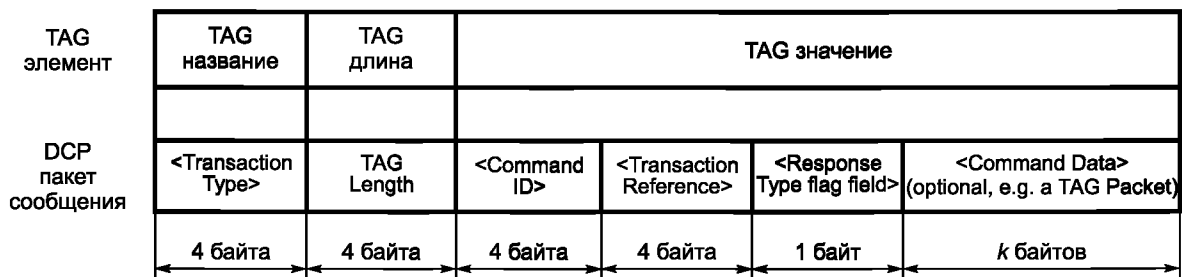 TAG
элемент
TAG
название
TAG
длина
TAG значение
DCP
пакет
сообщения
<Transaction
Type>
TAG
Length
<Command
ID>
<Transaction
Reference>
<Response
Type flag field>
<Command Data>
(optional, e.g. a TAG Packet)
4 байта
4 байта
4 байта
4 байта
1 байт
k байтов